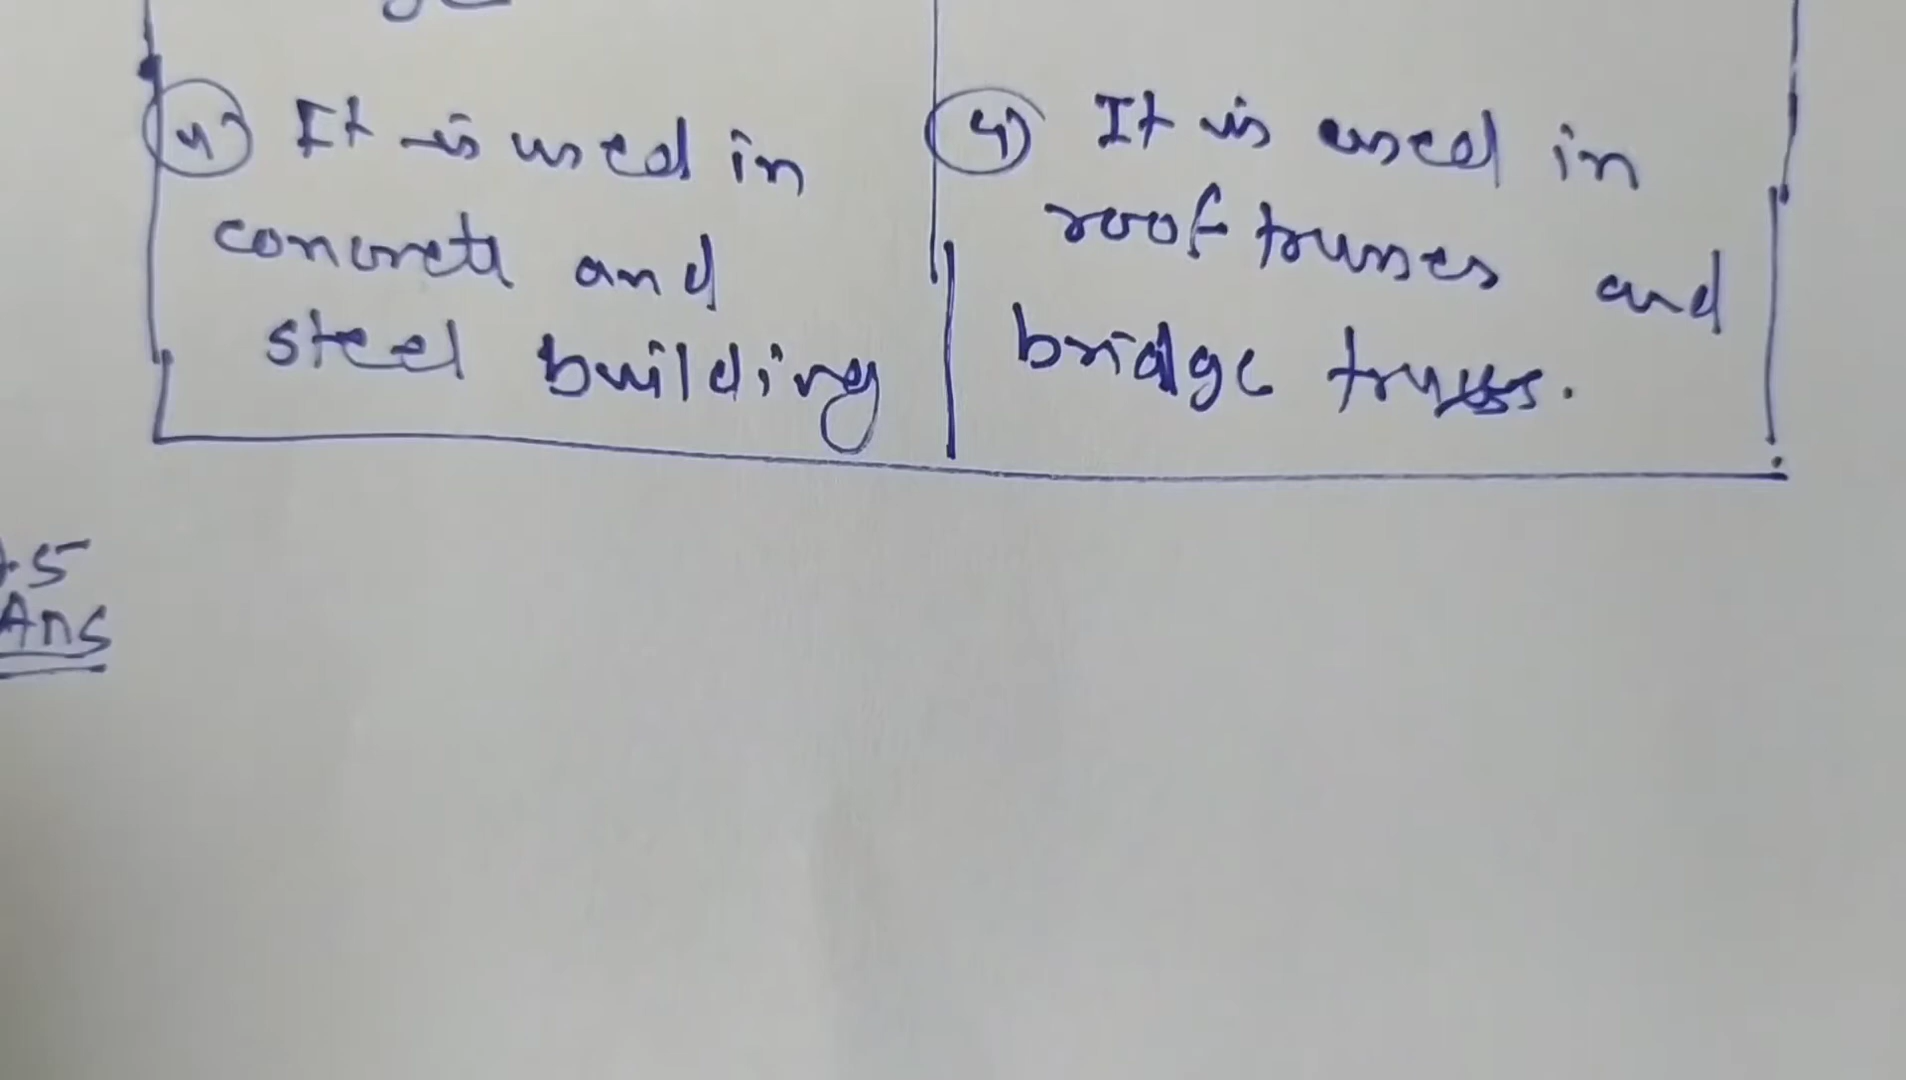 4) It is used in
concrete and
steel building
4) It is used in
roof trusses and
bridge truss.
.5
Ans